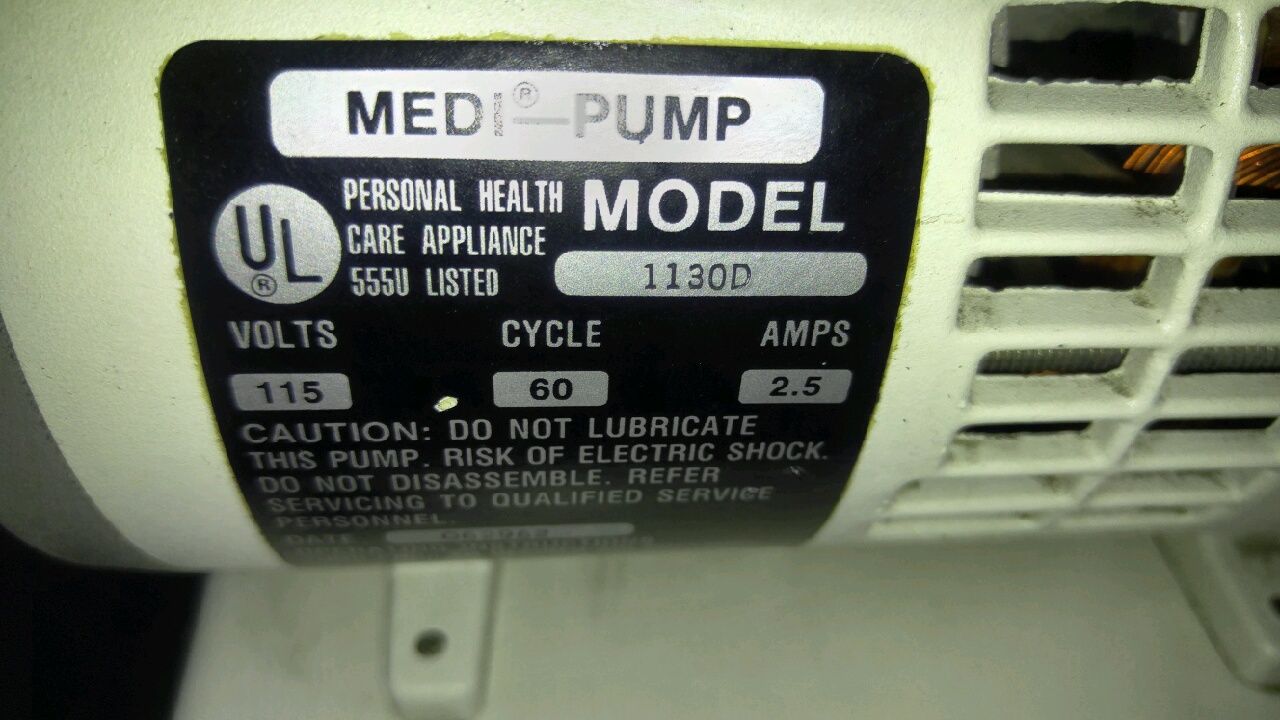 MEDI®-PUMP
UL®
PERSONAL HEALTH
CARE APPLIANCE
555U LISTED
MODEL
1130D
VOLTS CYCLE AMPS
115 60 2.5
CAUTION: DO NOT LUBRICATE
THIS PUMP. RISK OF ELECTRIC SHOCK.
DO NOT DISASSEMBLE. REFER
SERVICING TO QUALIFIED SERVICE
PERSONNEL.
DATE